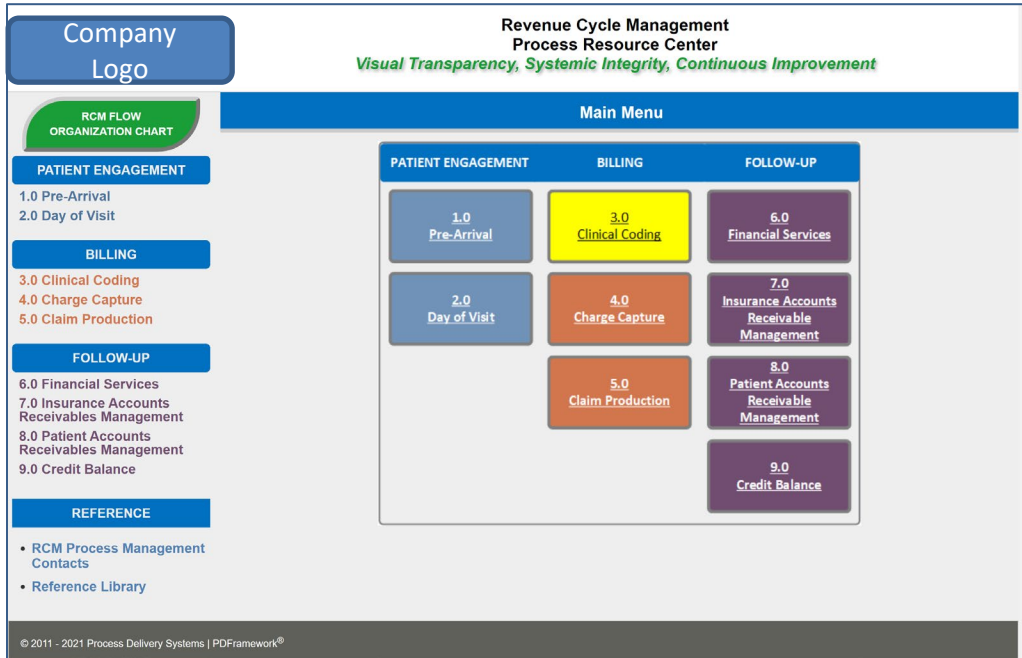 Company
Logo
Revenue Cycle Management
Process Resource Center
Visual Transparency, Systemic Integrity, Continuous Improvement
RCM FLOW
ORGANIZATION CHART
PATIENT ENGAGEMENT
1.0 Pre-Arrival
2.0 Day of Visit
BILLING
3.0 Clinical Coding
4.0 Charge Capture
5.0 Claim Production
FOLLOW-UP
6.0 Financial Services
7.0 Insurance Accounts
Receivables Management
8.0 Patient Accounts
Receivables Management
9.0 Credit Balance
REFERENCE
• RCM Process Management
Contacts
• Reference Library
Main Menu
PATIENT ENGAGEMENT
1.0
Pre-Arrival
2.0
Day of Visit
BILLING
3.0
Clinical Coding
4.0
Charge Capture
5.0
Claim Production
FOLLOW-UP
6.0
Financial Services
7.0
Insurance Accounts
Receivable
Management
8.0
Patient Accounts
Receivable
Management
9.0
Credit Balance
© 2011 - 2021 Process Delivery Systems | PDFramework®